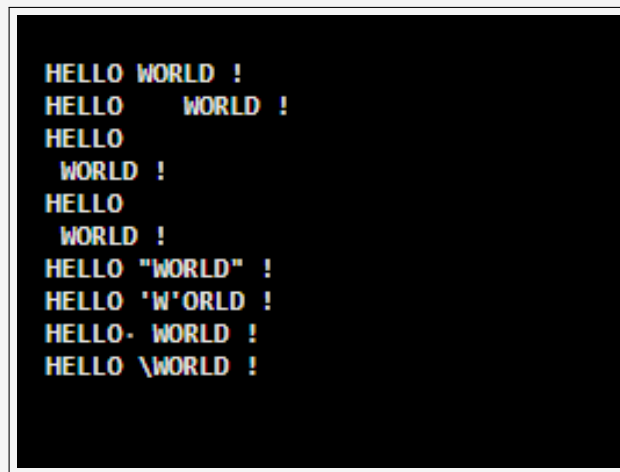 HELLO WORLD !
HELLO    WORLD !
HELLO
 WORLD !
HELLO
 WORLD !
HELLO "WORLD" !
HELLO 'W'ORLD !
HELLO· WORLD !
HELLO \WORLD !